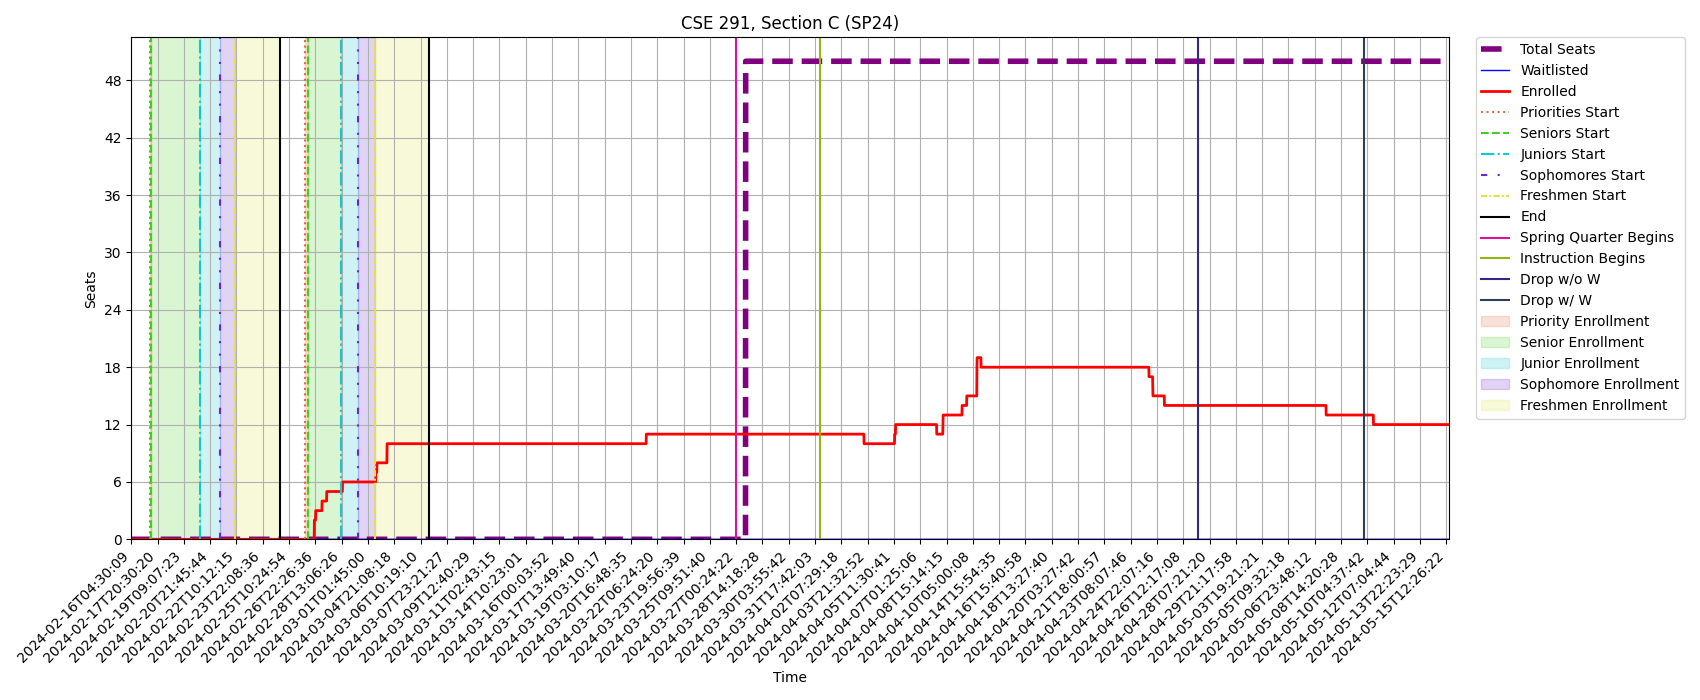 CSE 291, Section C (SP24)
Seats
48
42
36
30
24
18
12
6
0
2024-02-16T04:30:09
2024-02-17T20:30:20
2024-02-19T09:07:23
2024-02-20T21:45:44
2024-02-22T10:12:15
2024-02-23T22:08:36
2024-02-25T10:24:54
2024-02-26T22:26:36
2024-02-28T13:06:26
2024-03-01T01:45:00
2024-03-04T21:08:18
2024-03-06T10:19:10
2024-03-07T23:21:27
2024-03-09T12:40:29
2024-03-11T02:43:15
2024-03-14T10:23:01
2024-03-16T00:03:52
2024-03-17T13:49:40
2024-03-19T03:10:17
2024-03-20T16:48:35
2024-03-22T06:24:20
2024-03-23T19:56:39
2024-03-25T09:51:40
2024-03-27T00:24:22
2024-03-28T14:18:28
2024-03-30T03:55:42
2024-03-31T17:42:03
2024-04-02T07:29:18
2024-04-03T21:32:52
2024-04-05T11:30:41
2024-04-07T01:25:06
2024-04-08T15:14:15
2024-04-10T05:00:08
2024-04-14T15:54:35
2024-04-16T15:40:58
2024-04-18T13:27:40
2024-04-20T03:27:42
2024-04-21T18:00:57
2024-04-23T08:07:46
2024-04-24T22:07:16
2024-04-26T12:17:08
2024-04-28T07:21:20
2024-04-29T21:17:58
2024-05-03T19:21:21
2024-05-05T09:32:18
2024-05-06T23:48:12
2024-05-08T14:20:28
2024-05-10T04:37:42
2024-05-12T07:04:44
2024-05-13T22:23:29
2024-05-15T12:26:22
Time
Total Seats
Waitlisted
Enrolled
Priorities Start
Seniors Start
Juniors Start
Sophomores Start
Freshmen Start
End
Spring Quarter Begins
Instruction Begins
Drop w/o W
Drop w/ W
Priority Enrollment
Senior Enrollment
Junior Enrollment
Sophomore Enrollment
Freshmen Enrollment